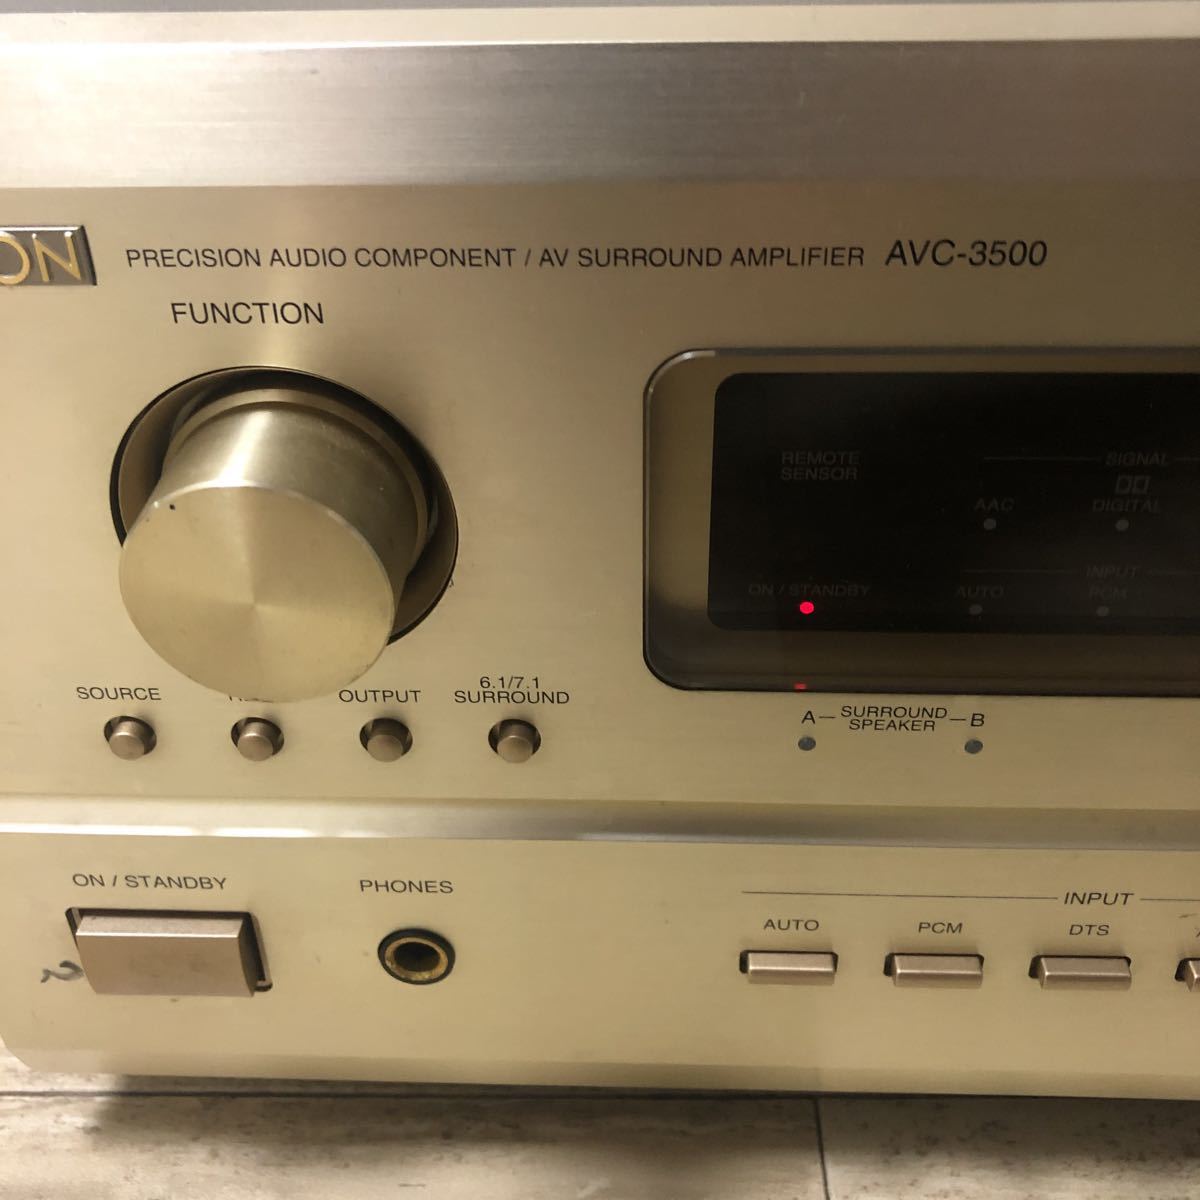 ON
PRECISION AUDIO COMPONENT / AV SURROUND AMPLIFIER AVC-3500
FUNCTION
REMOTE
SENSOR
SIGNAL
AAC
DIGITAL
INPUT
ON / STANDBY
AUTO
PCM
SOURCE
OUTPUT
6.1/7.1
SURROUND
A
SURROUND
SPEAKER
B
ON / STANDBY
PHONES
INPUT
AUTO
PCM
DTS